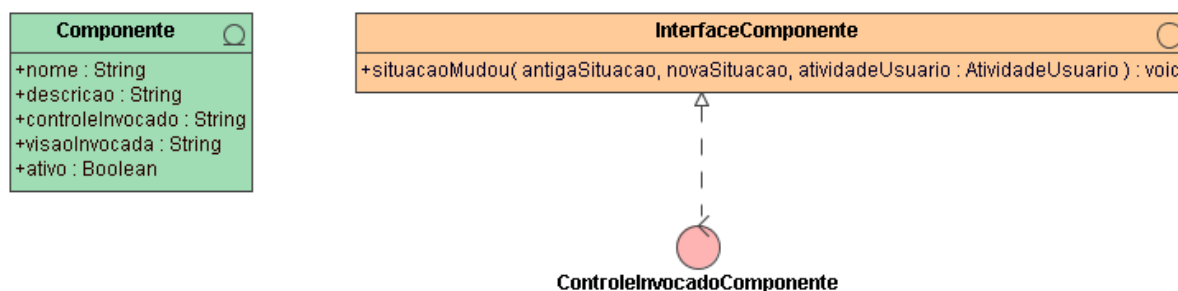 Componente
+nome : String
+descricao : String
+controleInvocado : String
+visaoInvocada : String
+ativo : Boolean
InterfaceComponente
+situacaoMudou( antigaSituacao, novaSituacao, atividadeUsuario : AtividadeUsuario ) : voic
ControleInvocadoComponente